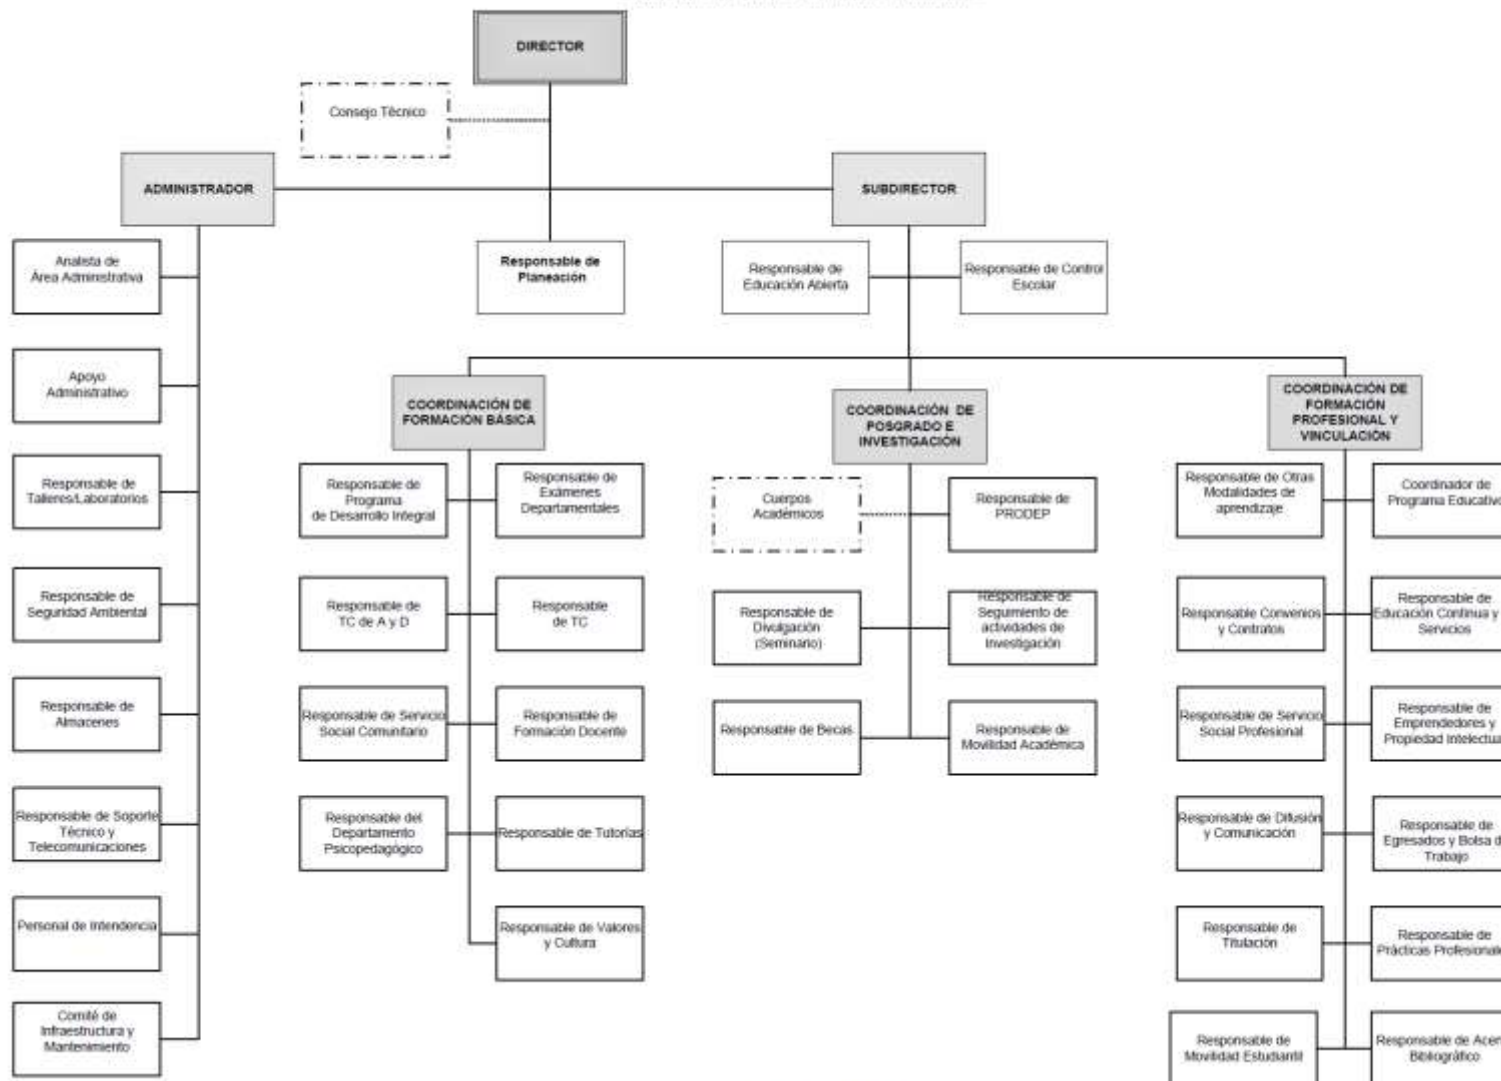 DIRECTOR
Consejo Técnico
ADMINISTRADOR
SUBDIRECTOR
Analista de
Área Administrativa
Responsable de
Planeación
Responsable de
Educación Abierta
Responsable de Control
Escolar
Apoyo
Administrativo
Responsable de
Talleres/Laboratorios
Responsable de
Seguridad Ambiental
Responsable de
Almacenes
Responsable de Soporte
Técnico y
Telecomunicaciones
Personal de Intendencia
Comité de
Infraestructura y
Mantenimiento
COORDINACIÓN DE
FORMACIÓN BÁSICA
Responsable de
Programa
de Desarrollo Integral
Responsable de
Exámenes
Departamentales
Responsable de
TC de A y D
Responsable
de TC
Responsable de Servicio
Social Comunitario
Responsable de
Formación Docente
Responsable del
Departamento
Psicopedagógico
Responsable de Tutorías
Responsable de Valores
y Cultura
COORDINACIÓN DE
POSGRADO E
INVESTIGACIÓN
Cuerpos
Académicos
Responsable de
PRODEP
Responsable de
Divulgación
(Seminario)
Responsable de
Seguimiento de
actividades de
Investigación
Responsable de Becas
Responsable de
Movilidad Académica
COORDINACIÓN DE
FORMACIÓN
PROFESIONAL Y
VINCULACIÓN
Responsable de Otras
Modalidades de
aprendizaje
Coordinador de
Programa Educativo
Responsable Convenios
y Contratos
Responsable de
Educación Continua y
Servicios
Responsable de Servicio
Social Profesional
Responsable de
Emprendedores y
Propiedad Intelectua
Responsable de Difusión
y Comunicación
Responsable de
Egresados y Bolsa d
Trabajo
Responsable de
Titulación
Responsable de
Prácticas Profesionale
Responsable de
Movilidad Estudiantil
Responsable de Acerv
Bibliográfico